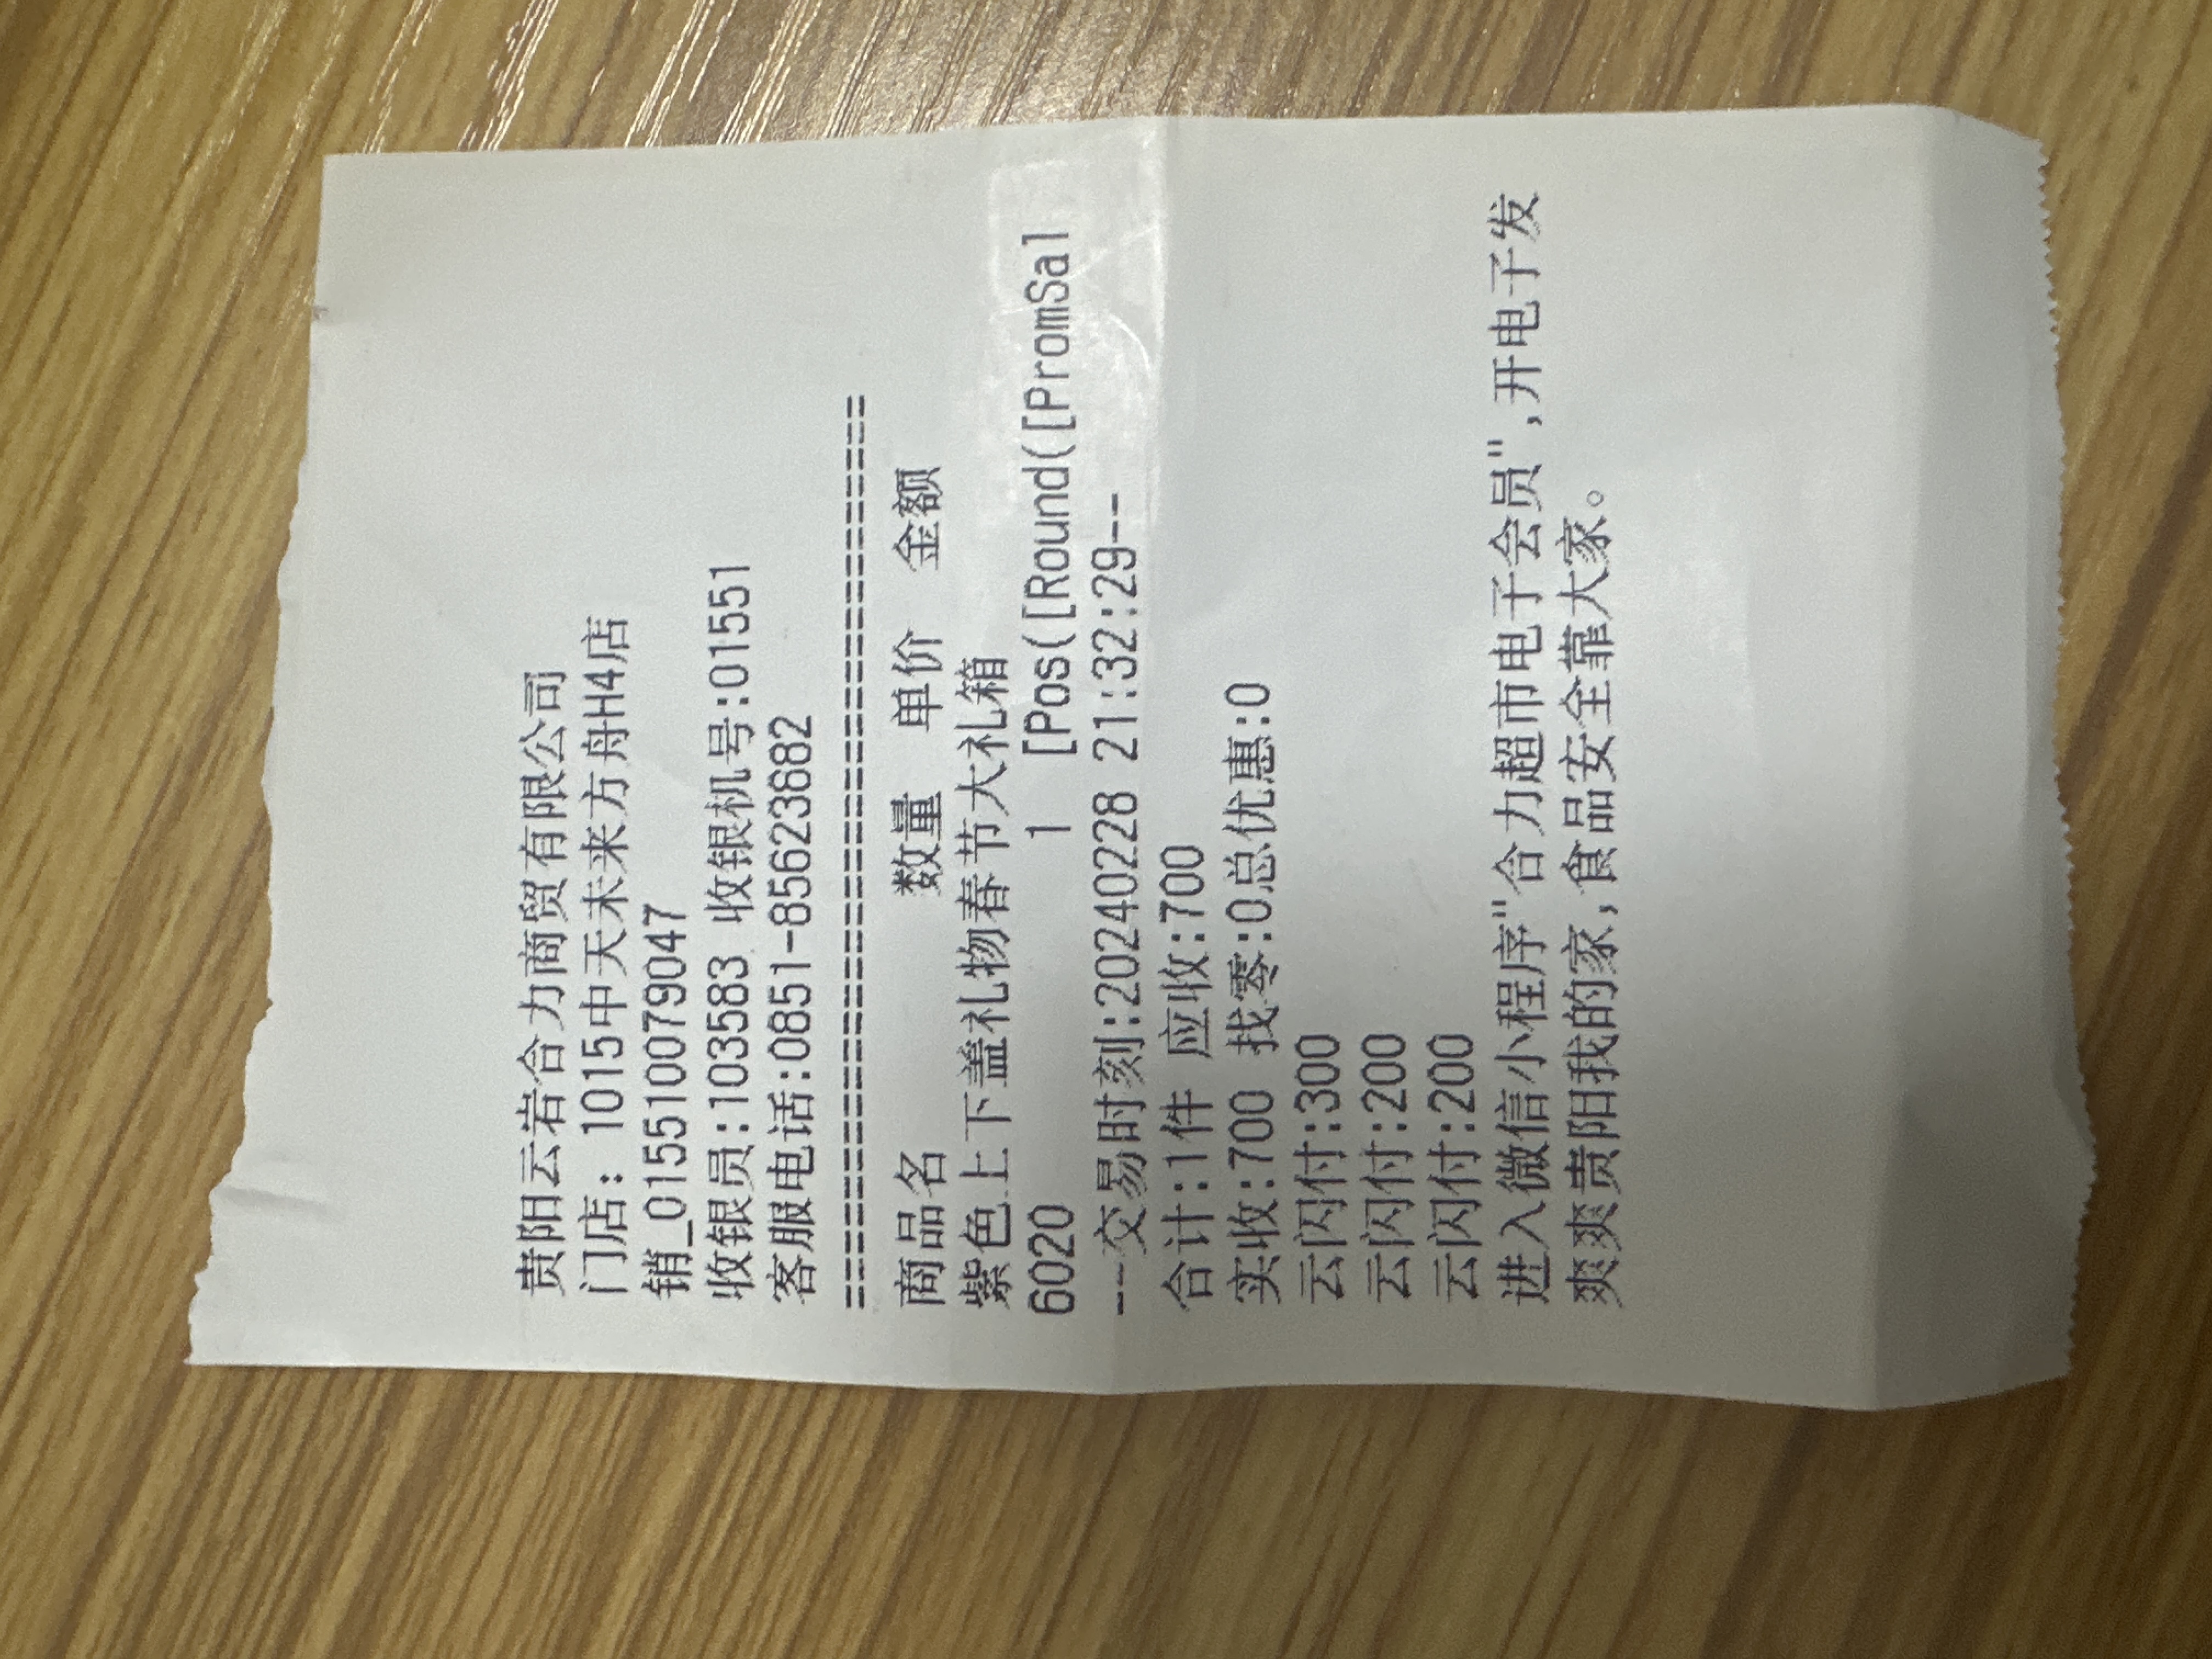 贵阳云岩合力商贸有限公司
门店: 1015中天未来方舟H4店
销_015510079047
收银员:103583 收银机号:01551
客服电话:0851-85623682
==========================================
商品名 数量 单价 金额
紫色上下盖礼物春节大礼箱
6020 1 [Pos([Round([PromSal
---交易时刻:20240228 21:32:29--
合计:1件 应收:700
实收:700 找零:0总优惠:0
云闪付:300
云闪付:200
云闪付:200
进入微信小程序"合力超市电子会员",开电子发
爽爽贵阳我的家,食品安全靠大家。